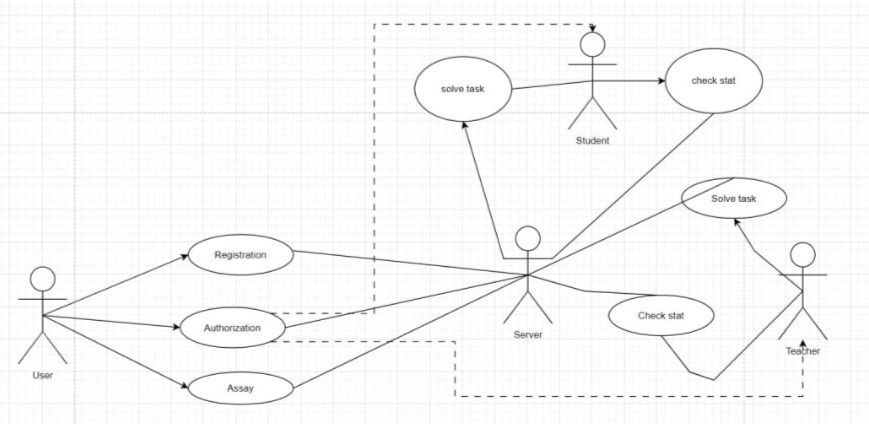 solve task
check stat
Student
Solve task
Registration
Server
Check stat
Authorization
Teacher
User
Assay